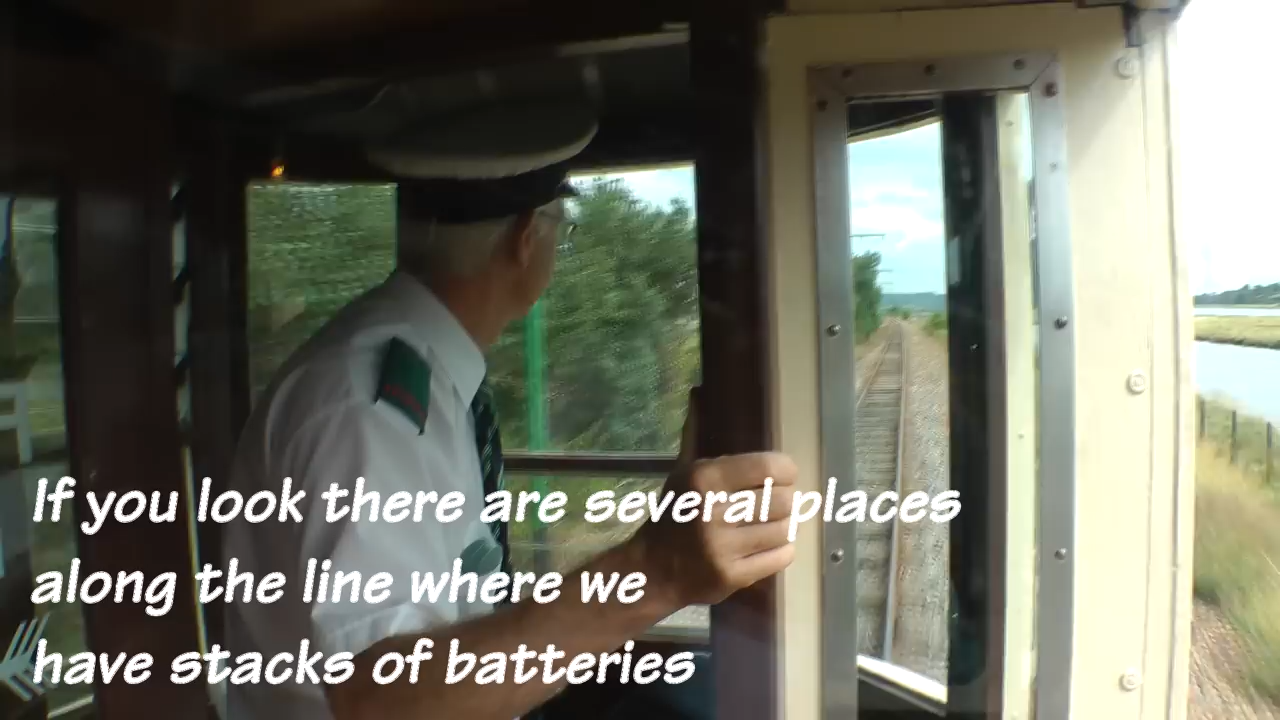 If you look there are several places
along the line where we
have stacks of batteries